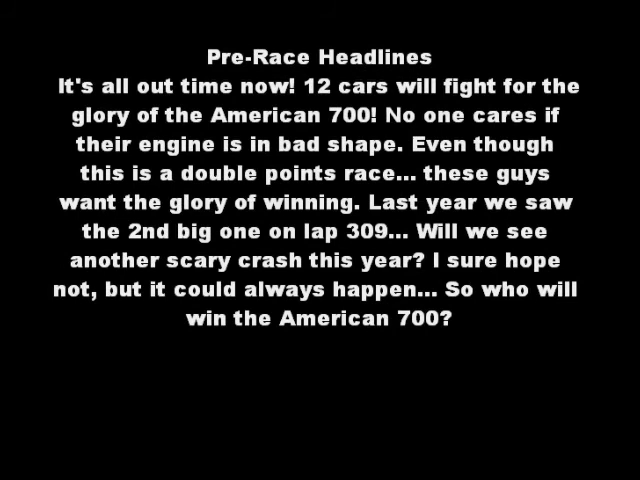 Pre-Race Headlines
It's all out time now! 12 cars will fight for the
glory of the American 700! No one cares if
their engine is in bad shape. Even though
this is a double points race... these guys
want the glory of winning. Last year we saw
the 2nd big one on lap 309... Will we see
another scary crash this year? I sure hope
not, but it could always happen... So who will
win the American 700?